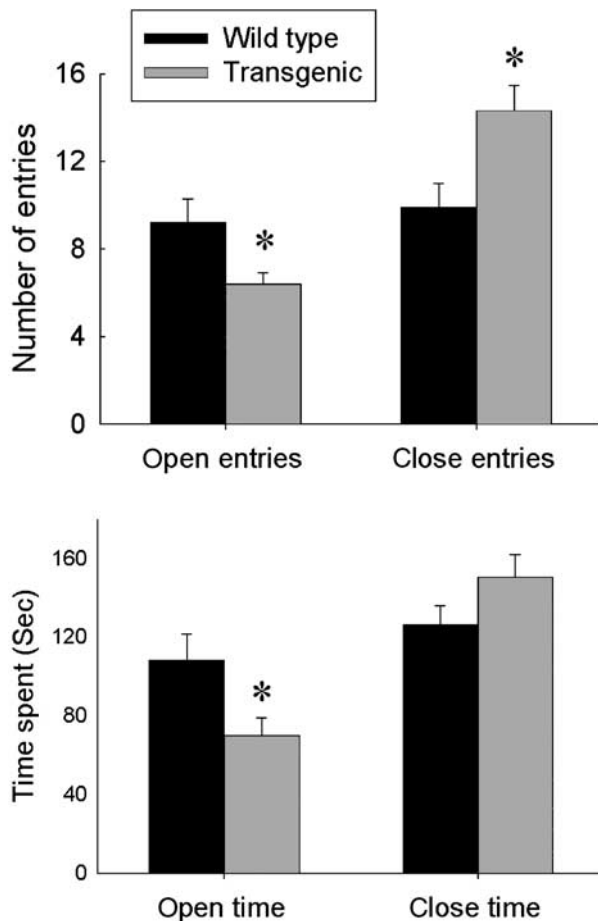 Wild type
Transgenic
16
12
8
4
0
Number of entries
*
*
Open entries
Close entries
160
120
80
40
0
Time spent (Sec)
*
Open time
Close time